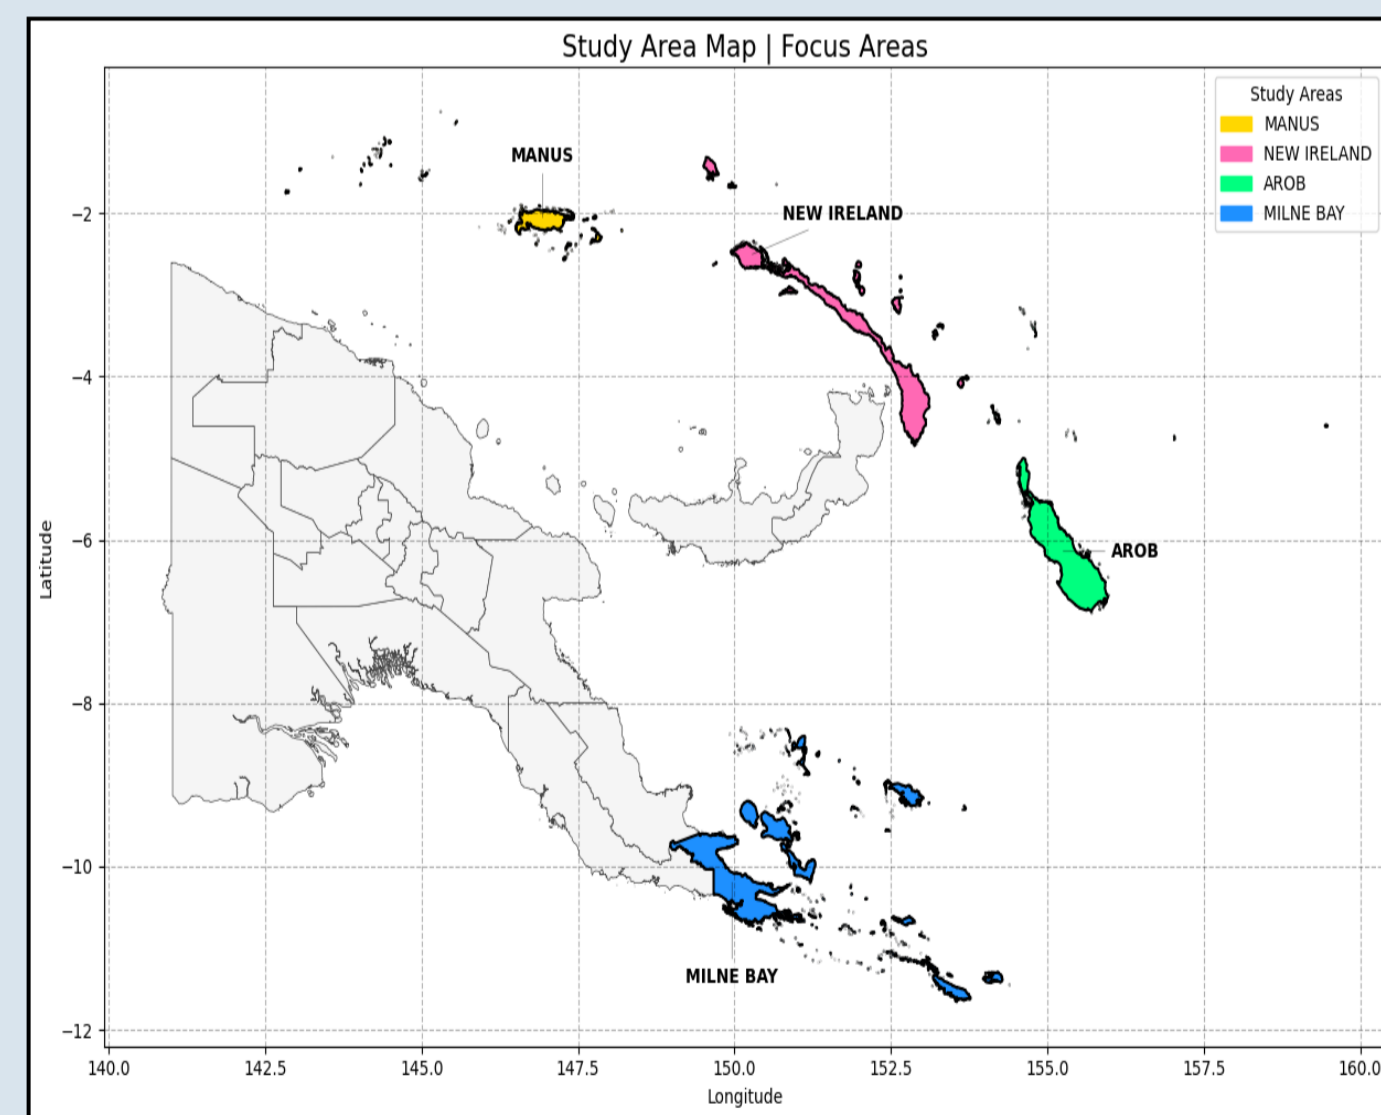 Study Area Map | Focus Areas
Study Areas
MANUS
NEW IRELAND
AROB
MILNE BAY
MANUS
NEW IRELAND
AROB
MILNE BAY
Latitude
−2
−4
−6
−8
−10
−12
140.0 142.5 145.0 147.5 150.0 152.5 155.0 157.5 160.0
Longitude